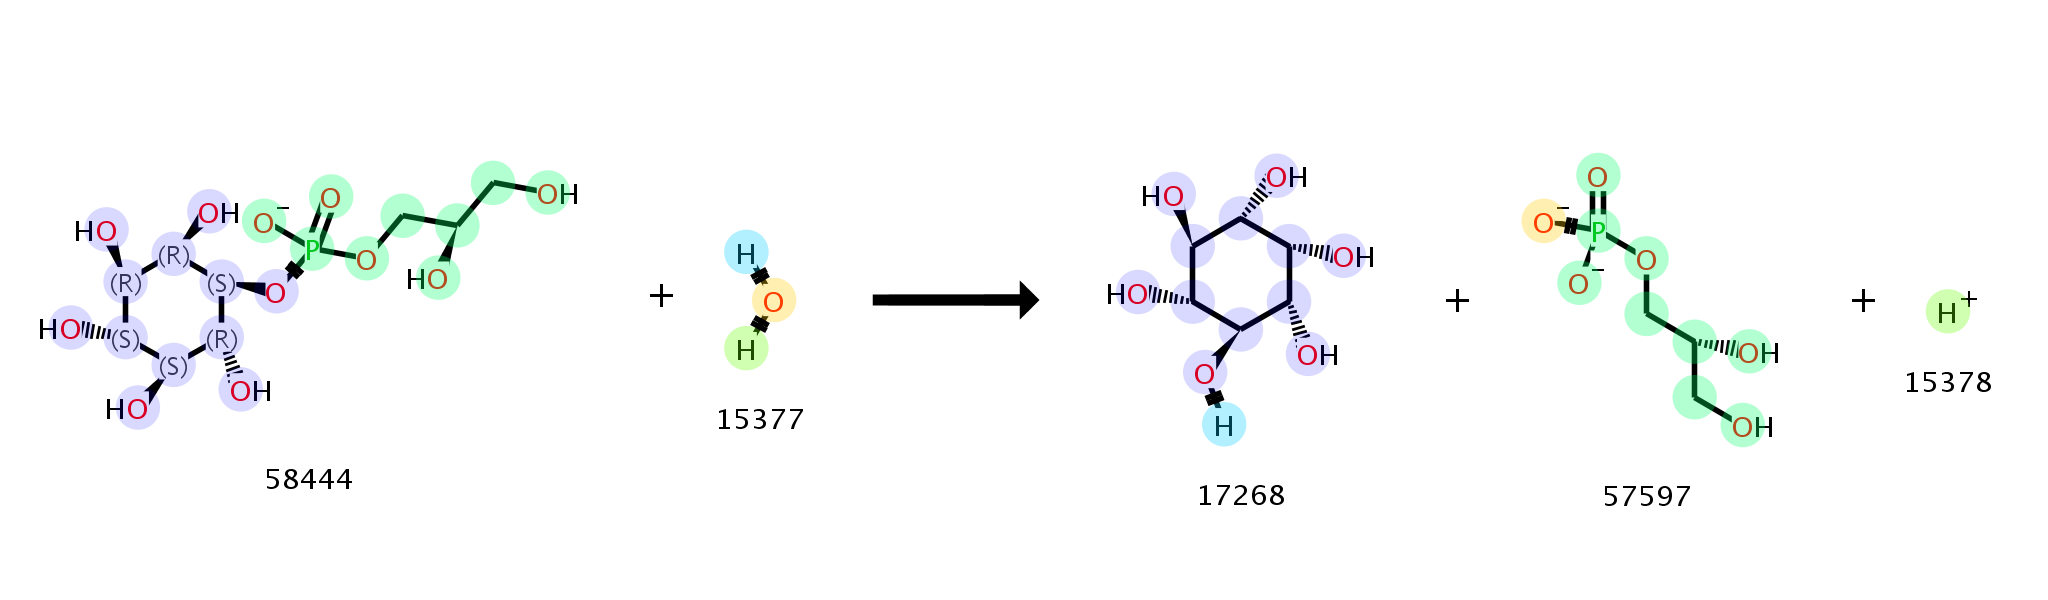 HO OH (R) (R) (S) O HO (S) (S) (R) HO OH O⁻ O P O HO OH
58444
+
H O H
15377
HO OH OH HO OH O H
17268
+
O O⁻ P O⁻ O OH OH
57597
+
H⁺
15378